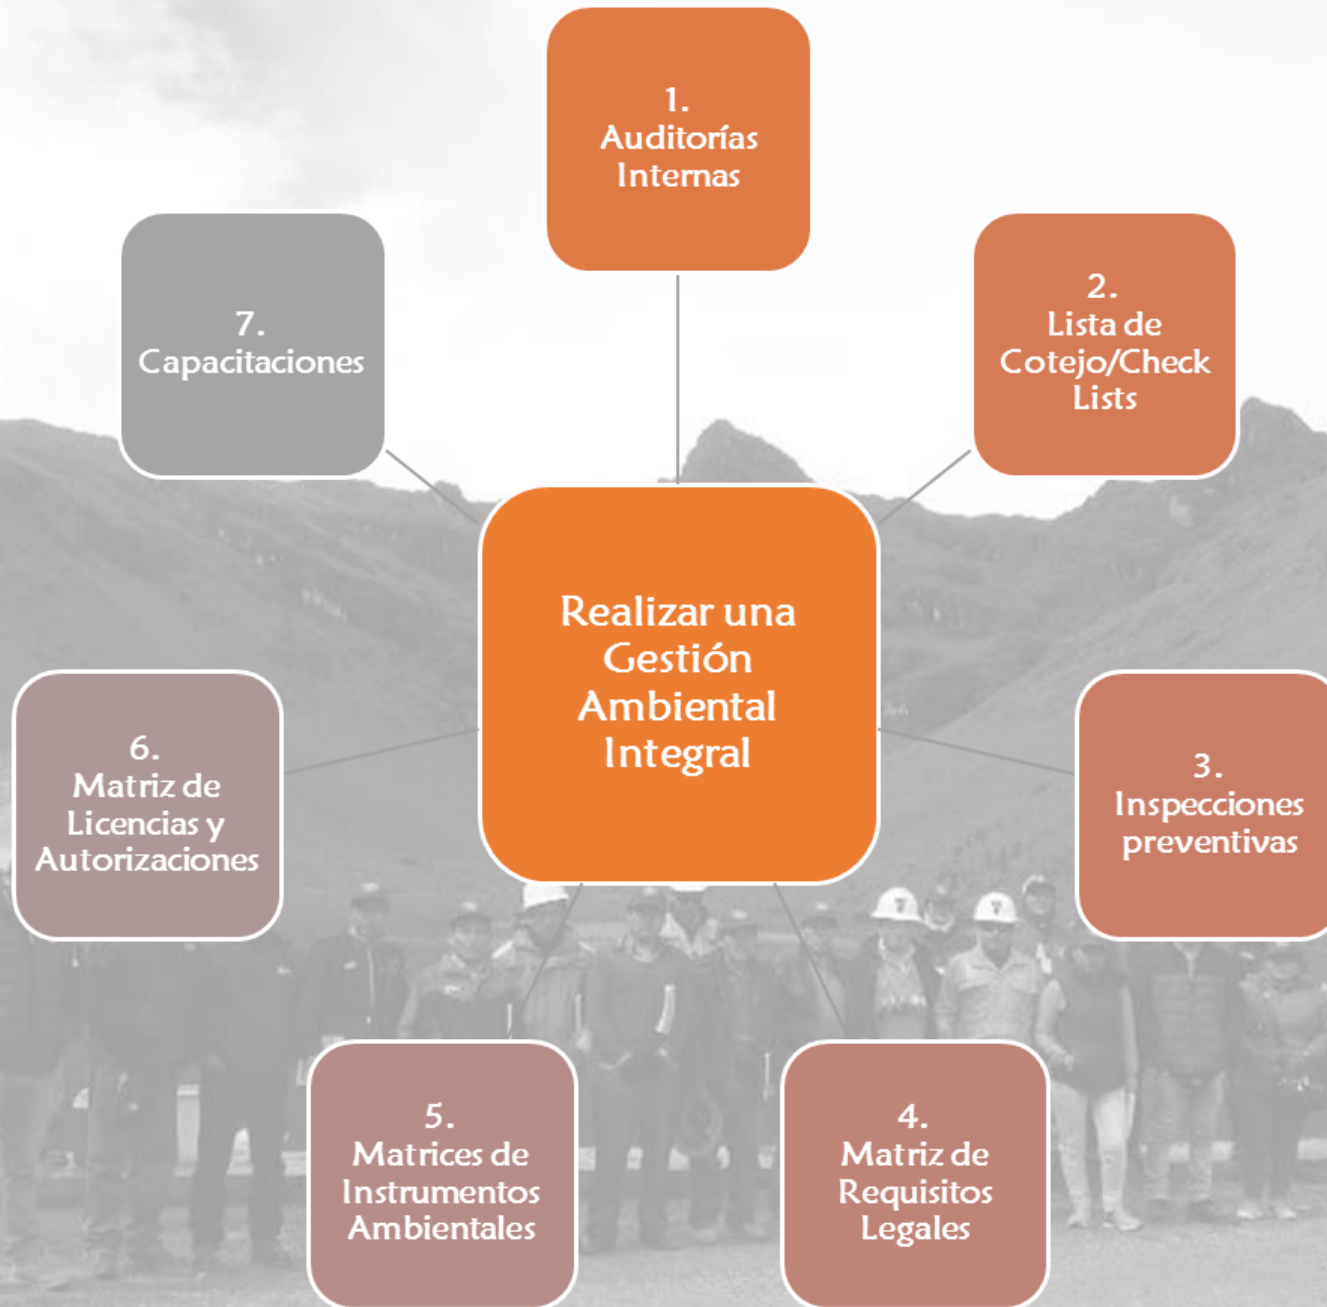 1.
Auditorías
Internas
2.
Lista de
Cotejo/Check
Lists
3.
Inspecciones
preventivas
4.
Matriz de
Requisitos
Legales
5.
Matrices de
Instrumentos
Ambientales
6.
Matriz de
Licencias y
Autorizaciones
7.
Capacitaciones
Realizar una
Gestión
Ambiental
Integral